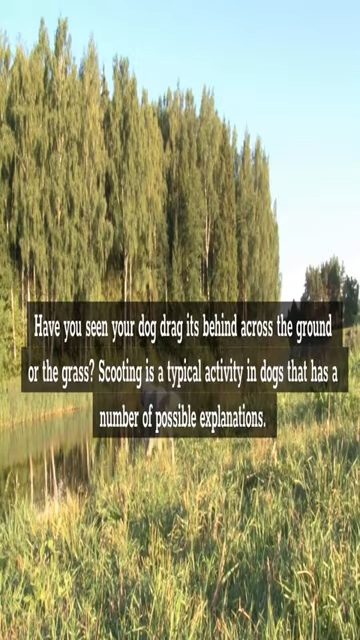 Have you seen your dog drag its behind across the ground
or the grass? Scooting is a typical activity in dogs that has a
number of possible explanations.